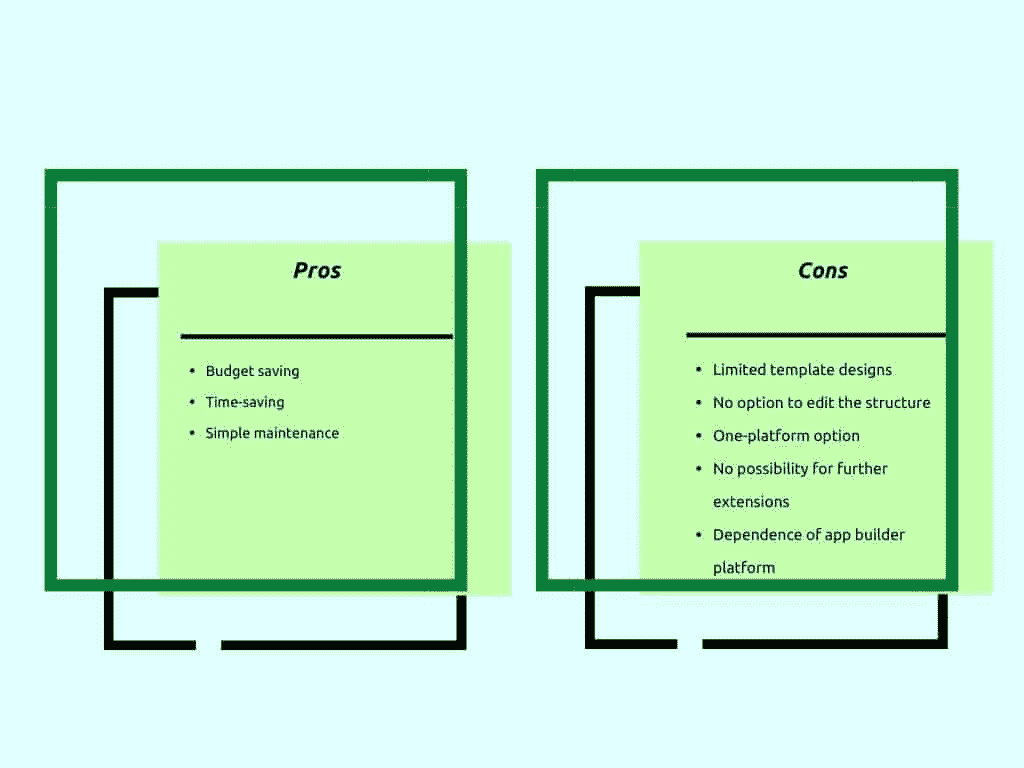 Pros
• Budget saving
• Time-saving
• Simple maintenance
Cons
• Limited template designs
• No option to edit the structure
• One-platform option
• No possibility for further
extensions
• Dependence of app builder
platform